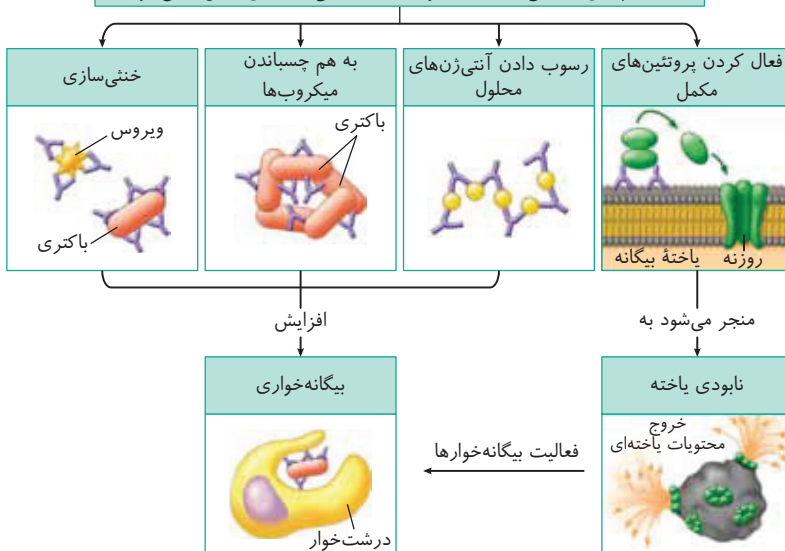 فعال کردن پروتئین‌های
مکمل
رسوب دادن آنتی‌ژن‌های
محلول
به هم چسباندن
میکروب‌ها
خنثی‌سازی
روزنه
یاختهٔ بیگانه
باکتری
ویروس
باکتری
منجر می‌شود به
افزایش
نابودی یاخته
خروج
محتویات یاخته‌ای
فعالیت بیگانه‌خوارها
بیگانه‌خواری
درشت‌خوار